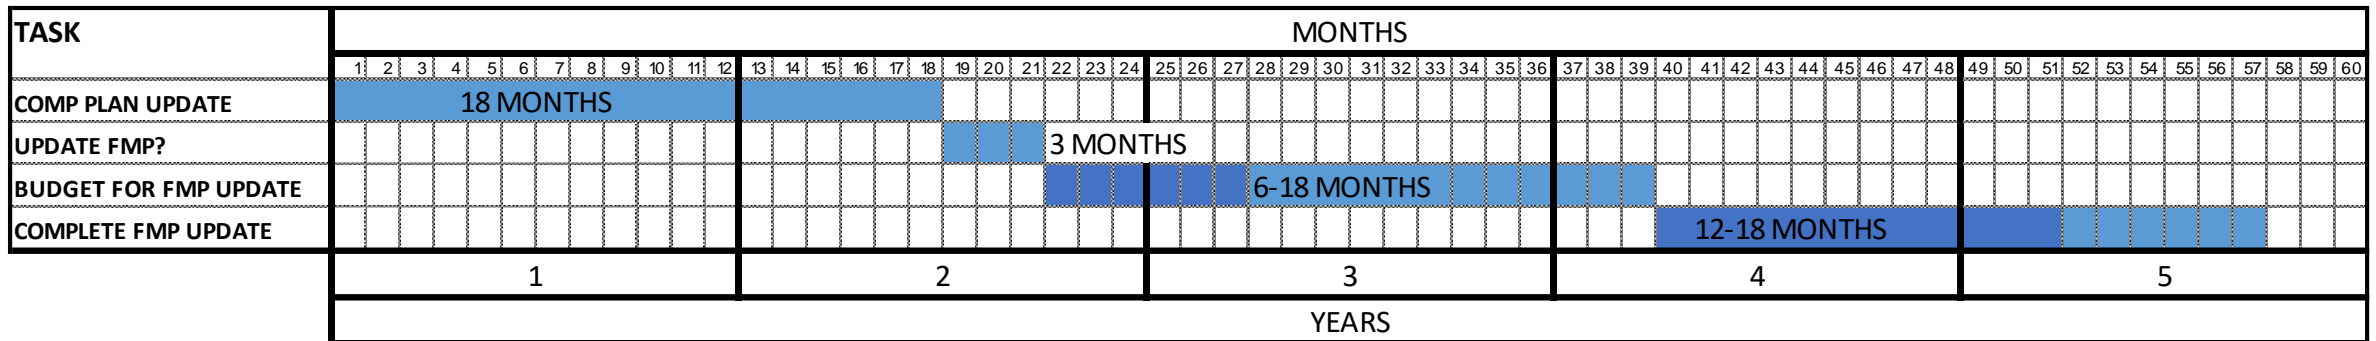 TASK MONTHS
1 2 3 4 5 6 7 8 9 10 11 12 13 14 15 16 17 18 19 20 21 22 23 24 25 26 27 28 29 30 31 32 33 34 35 36 37 38 39 40 41 42 43 44 45 46 47 48 49 50 51 52 53 54 55 56 57 58 59 60
COMP PLAN UPDATE 18 MONTHS
UPDATE FMP? 3 MONTHS
BUDGET FOR FMP UPDATE 6-18 MONTHS
COMPLETE FMP UPDATE 12-18 MONTHS
1 2 3 4 5
YEARS